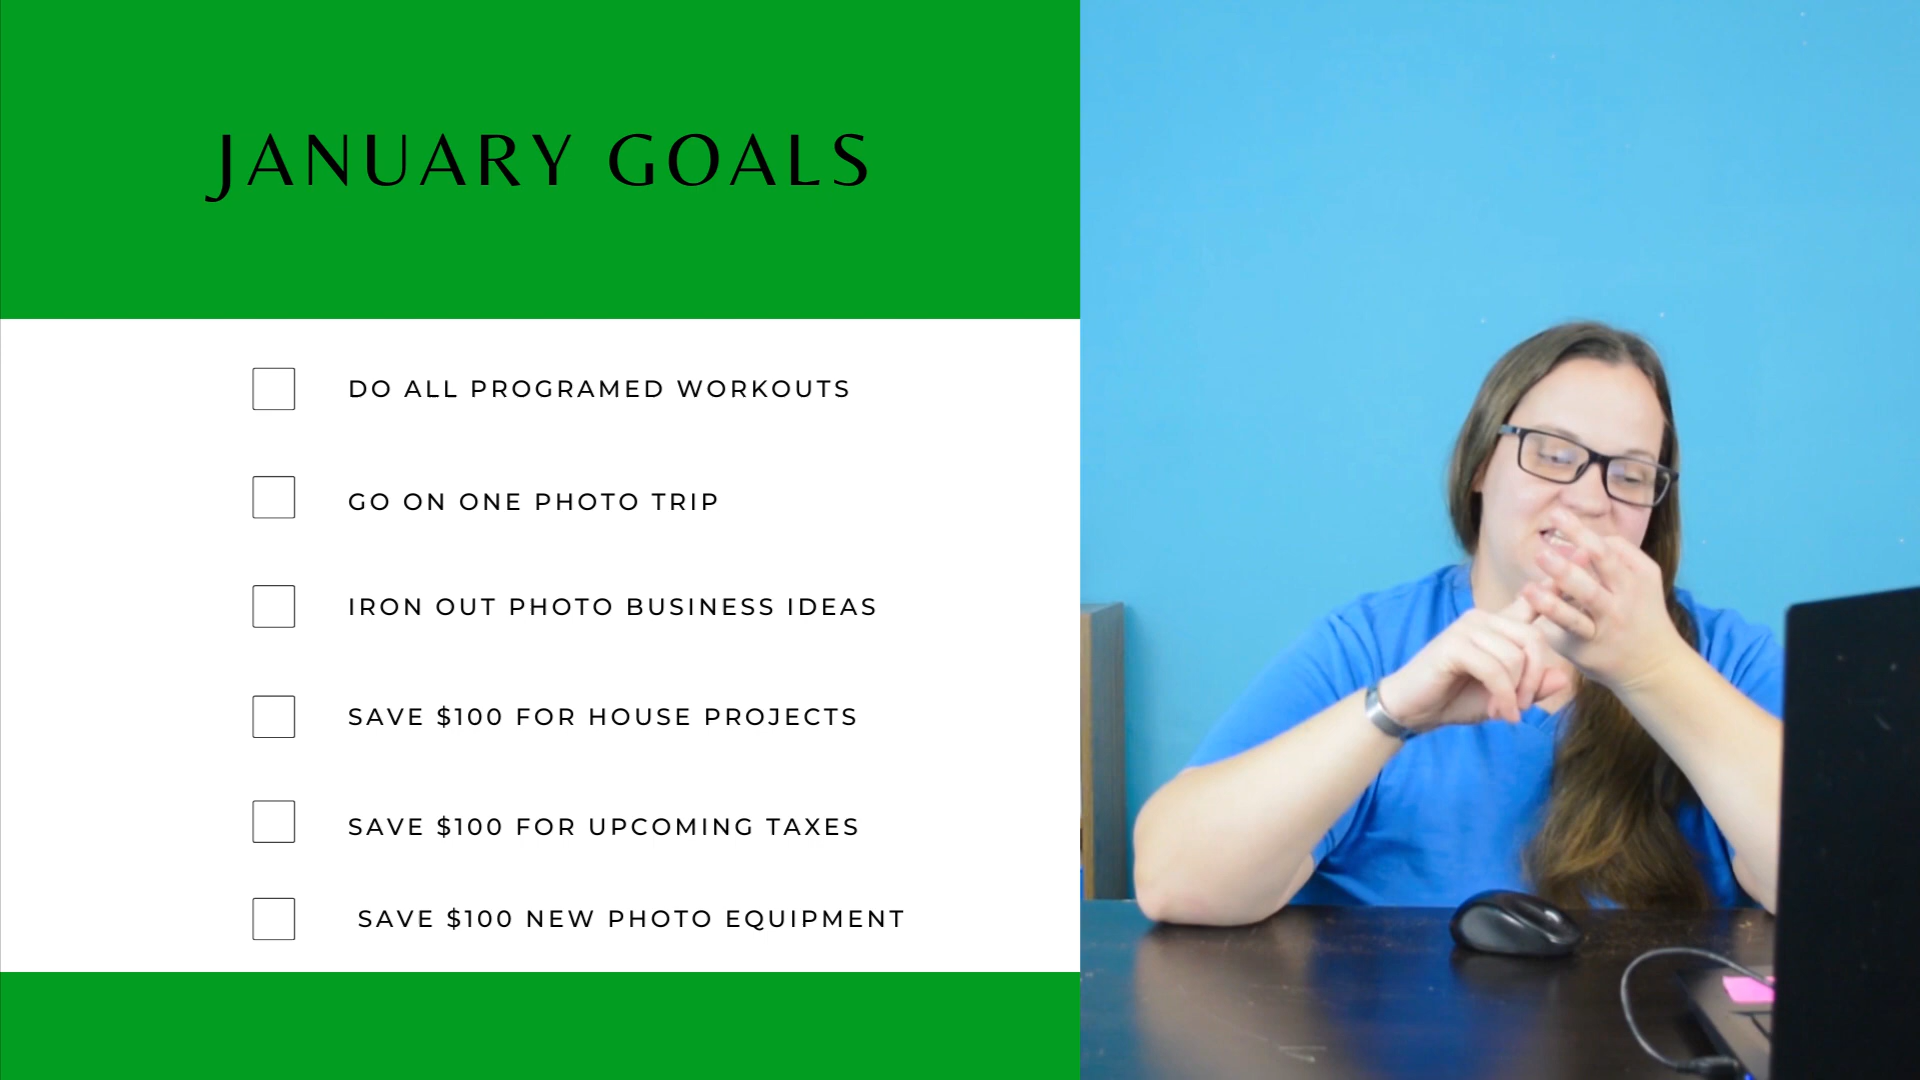 JANUARY GOALS
DO ALL PROGRAMED WORKOUTS
GO ON ONE PHOTO TRIP
IRON OUT PHOTO BUSINESS IDEAS
SAVE $100 FOR HOUSE PROJECTS
SAVE $100 FOR UPCOMING TAXES
SAVE $100 NEW PHOTO EQUIPMENT